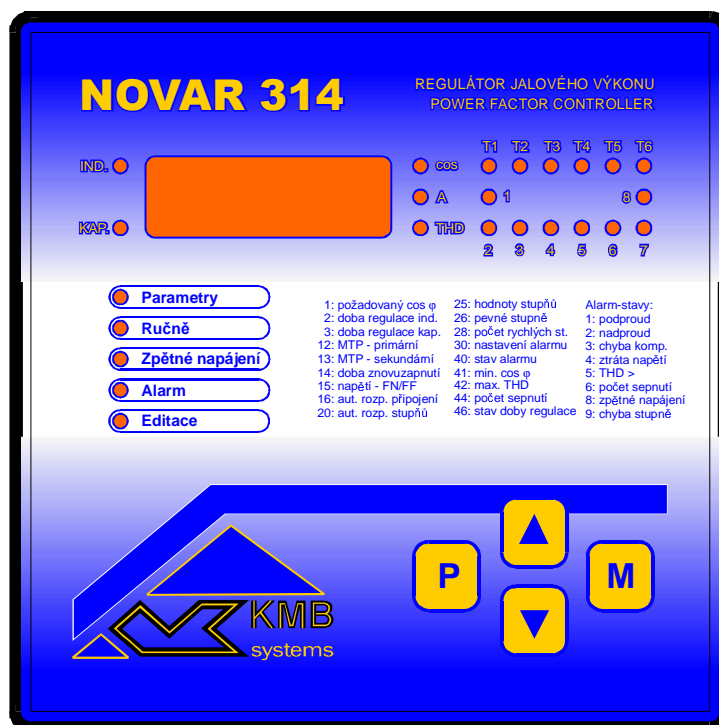 NOVAR 314
REGULÁTOR JALOVÉHO VÝKONU
POWER FACTOR CONTROLLER
T1 T2 T3 T4 T5 T6
IND.
cos
A
1
8
KAP.
THD
2 3 4 5 6 7
Parametry
Ručně
Zpětné napájení
Alarm
Editace
1: požadovaný cos φ
2: doba regulace ind.
3: doba regulace kap.
12: MTP - primární
13: MTP - sekundární
14: doba znovuzapnutí
15: napětí - FN/FF
16: aut. rozp. připojení
20: aut. rozp. stupňů
25: hodnoty stupňů
26: pevné stupně
28: počet rychlých st.
30: nastavení alarmu
40: stav alarmu
41: min. cos φ
42: max. THD
44: počet sepnutí
46: stav doby regulace
Alarm-stavy:
1: podproud
2: nadproud
3: chyba komp.
4: ztráta napětí
5: THD >
6: počet sepnutí
8: zpětné napájení
9: chyba stupně
P
M
KMB
systems